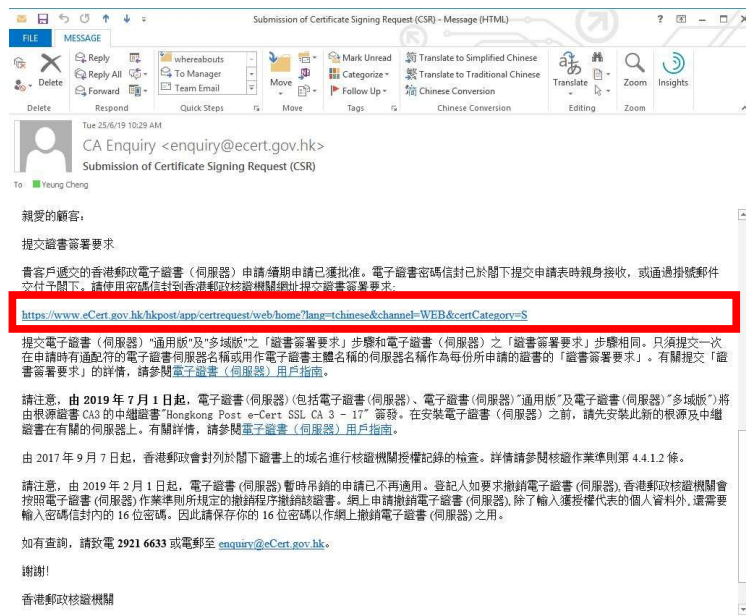 Submission of Certificate Signing Request (CSR) - Message (HTML)
FILE MESSAGE
Delete
Reply
Reply All
Forward
whereabouts
To Manager
Team Email
Move
Mark Unread
Categorize
Follow Up
Translate to Simplified Chinese
Translate to Traditional Chinese
Chinese Conversion
Translate
Zoom
Insights
Delete Respond Quick Steps Move Tags Chinese Conversion Editing Zoom
Tue 25/6/19 10:29 AM
CA Enquiry <enquiry@ecert.gov.hk>
Submission of Certificate Signing Request (CSR)
To Yeung Cheng
親愛的顧客:
提交證書簽署要求
貴客戶遞交的香港郵政電子證書（伺服器）申請/續期申請已獲批准。電子證書密碼信封已於閣下提交申請表時親身接收，或通過掛號郵件
交付予閣下。請使用密碼信封到香港郵政核證機關網址提交證書簽署要求:
https://www.eCert.gov.hk/hkpost/app/certrequest/web/home?lang=tchinese&channel=WEB&certCategory=S
提交電子證書（伺服器）"通用版"及"多域版"之「證書簽署要求」步驟和電子證書（伺服器）之「證書簽署要求」步驟相同。只須提交一次
在申請時有通配符的電子證書伺服器名稱或用作電子證書主體名稱的伺服器名稱作為每份所申請的證書的「證書簽署要求」。有關提交「證
書簽署要求」的詳情，請參閱電子證書（伺服器）用戶指南。
請注意，由 2019 年 7 月 1 日起，電子證書(伺服器)(包括電子證書(伺服器)、電子證書(伺服器)"通用版"及電子證書(伺服器)"多域版")將
由根源證書 CA3 的中繼證書"Hongkong Post e-Cert SSL CA 3 - 17" 簽發。在安裝電子證書（伺服器）之前，請先安裝此新的根源及中繼
證書在有關的伺服器上。有關詳情，請參閱電子證書（伺服器）用戶指南。
由 2017 年 9 月 7 日起，香港郵政會對列於閣下證書上的域名進行核證機關授權記錄的檢查。詳情請參閱核證作業準則第 4.4.1.2 條。
請注意，由 2019 年 2 月 1 日起，電子證書 (伺服器) 暫時吊銷的申請已不再適用。登記人如要求撤銷電子證書 (伺服器), 香港郵政核證機關會
按照電子證書 (伺服器) 作業準則所規定的撤銷程序撤銷該證書。網上申請撤銷電子證書 (伺服器), 除了輸入獲授權代表的個人資料外, 還需要
輸入密碼信封內的 16 位密碼。因此請保存你的 16 位密碼以作網上撤銷電子證書 (伺服器) 之用。
如有查詢，請致電 2921 6633 或電郵至 enquiry@eCert.gov.hk。
謝謝!
香港郵政核證機關